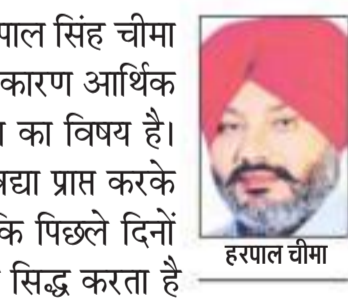 पाल सिंह चीमा
कारण आर्थिक
का विषय है।
प्राप्त करके
पिछले दिनों
सिद्ध करता है
हरपाल चीमा